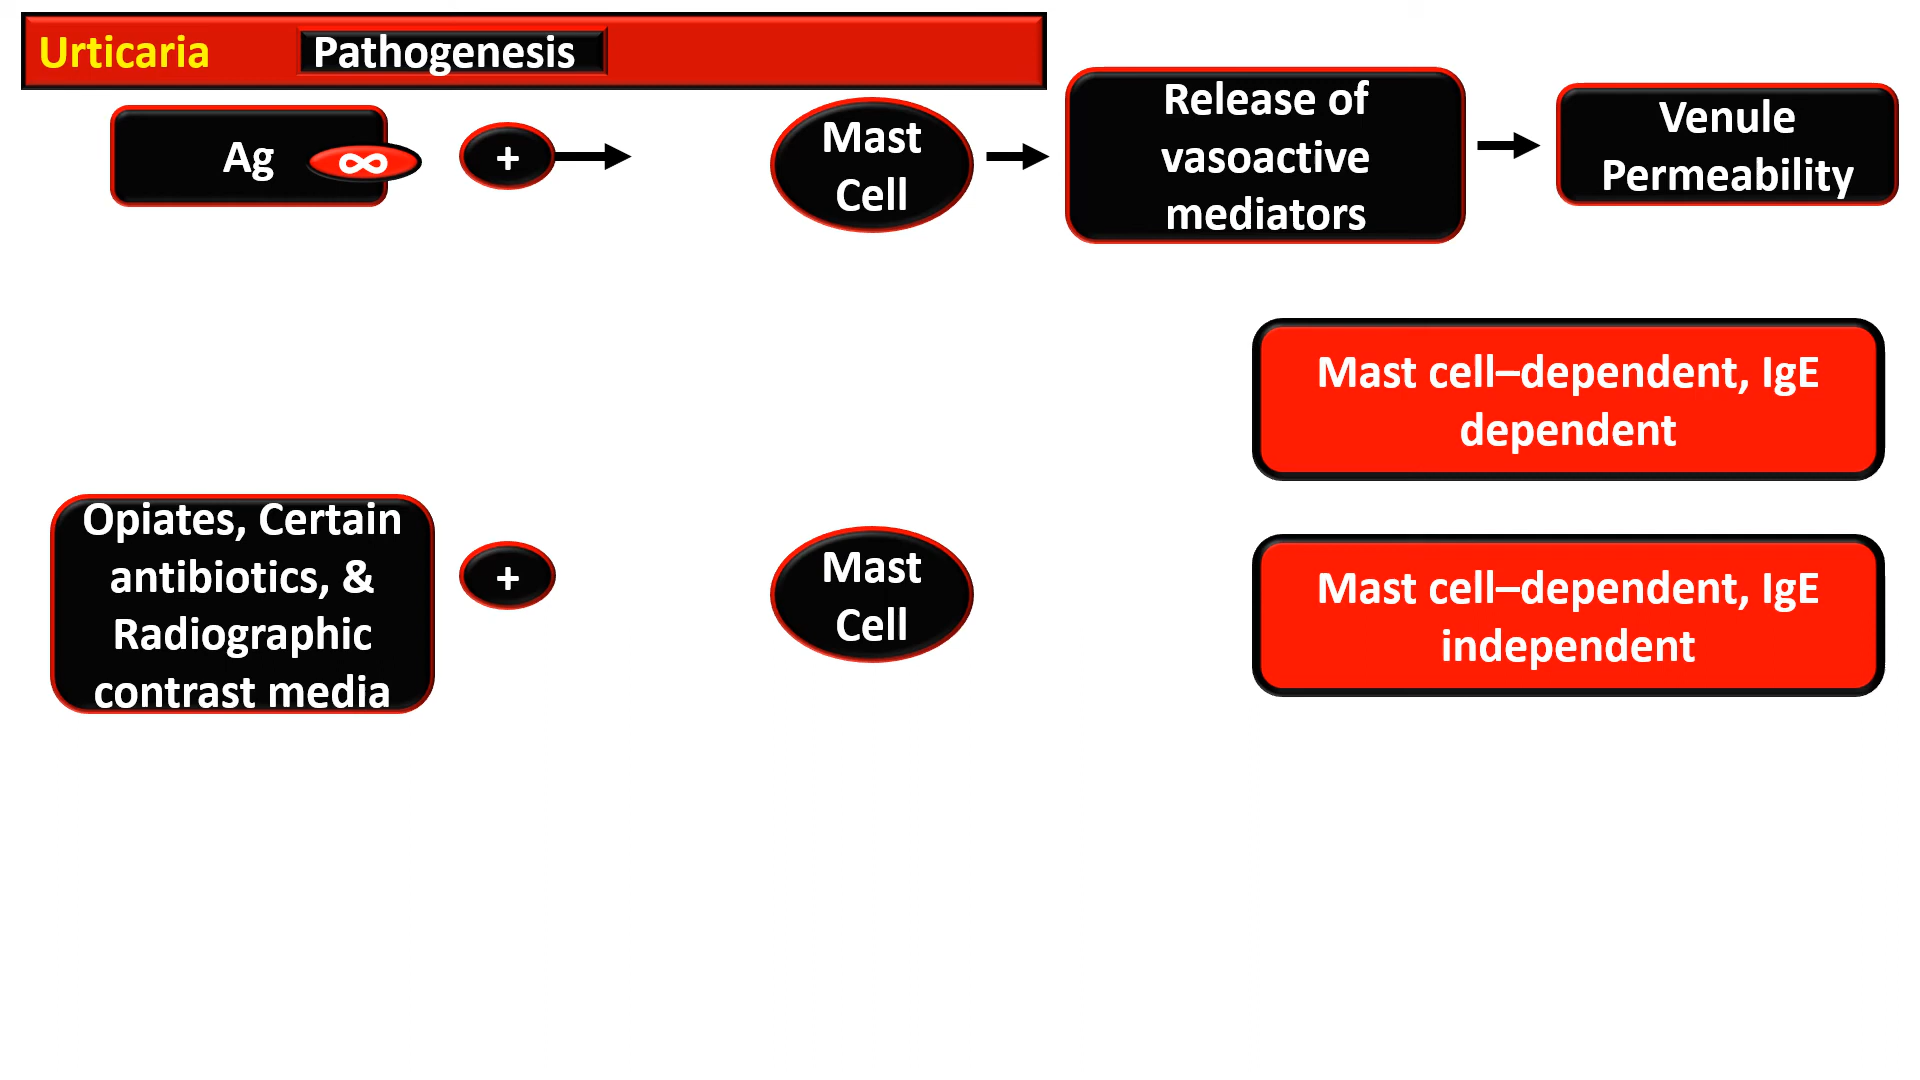 Urticaria
Pathogenesis
Ag
∞
+
Mast
Cell
Release of
vasoactive
mediators
Venule
Permeability
Mast cell–dependent, IgE
dependent
Opiates, Certain
antibiotics, &
Radiographic
contrast media
+
Mast
Cell
Mast cell–dependent, IgE
independent